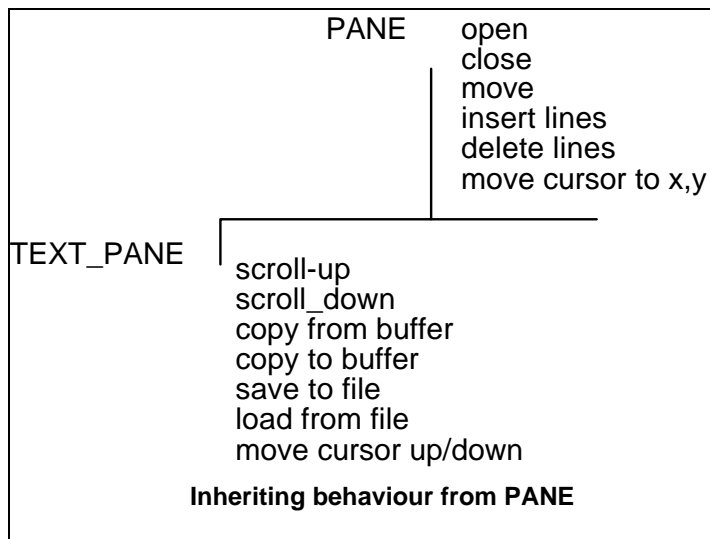 PANE open
close
move
insert lines
delete lines
move cursor to x,y
TEXT_PANE
scroll-up
scroll_down
copy from buffer
copy to buffer
save to file
load from file
move cursor up/down
Inheriting behaviour from PANE